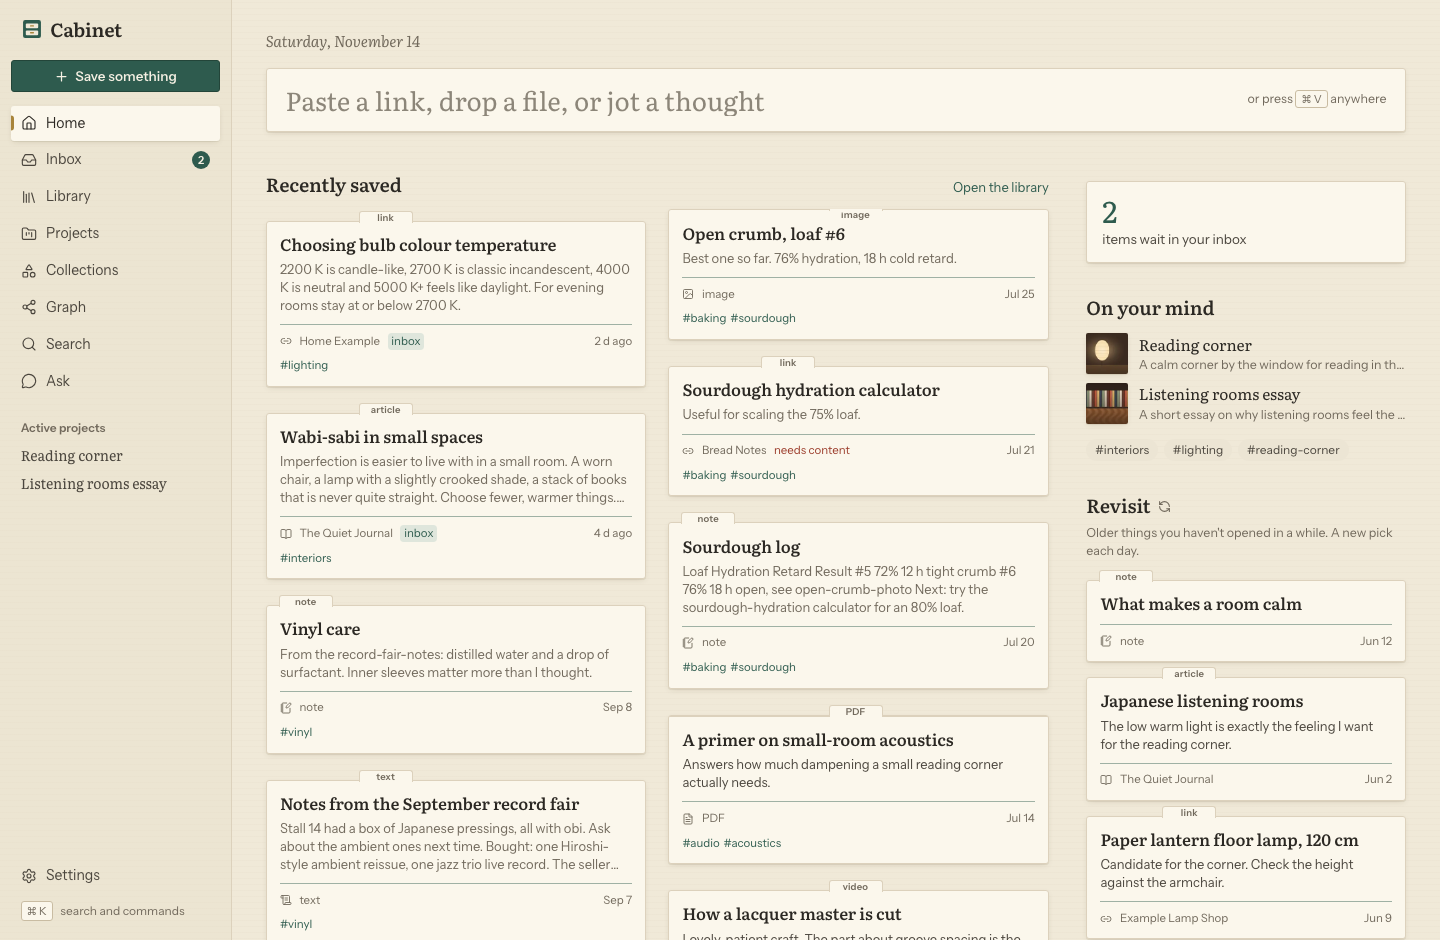 Cabinet
+ Save something
Home
Inbox 2
Library
Projects
Collections
Graph
Search
Ask
Active projects
Reading corner
Listening rooms essay
Settings
⌘ K search and commands
Saturday, November 14
Paste a link, drop a file, or jot a thought
or press ⌘ V anywhere
Recently saved
Open the library
link
Choosing bulb colour temperature
2200 K is candle-like, 2700 K is classic incandescent, 4000
K is neutral and 5000 K+ feels like daylight. For evening
rooms stay at or below 2700 K.
Home Example inbox 2 d ago
#lighting
article
Wabi-sabi in small spaces
Imperfection is easier to live with in a small room. A worn
chair, a lamp with a slightly crooked shade, a stack of books
that is never quite straight. Choose fewer, warmer things....
The Quiet Journal inbox 4 d ago
#interiors
note
Vinyl care
From the record-fair-notes: distilled water and a drop of
surfactant. Inner sleeves matter more than I thought.
note Sep 8
#vinyl
text
Notes from the September record fair
Stall 14 had a box of Japanese pressings, all with obi. Ask
about the ambient ones next time. Bought: one Hiroshi-
style ambient reissue, one jazz trio live record. The seller...
text Sep 7
#vinyl
image
Open crumb, loaf #6
Best one so far. 76% hydration, 18 h cold retard.
image Jul 25
#baking #sourdough
link
Sourdough hydration calculator
Useful for scaling the 75% loaf.
Bread Notes needs content Jul 21
#baking #sourdough
note
Sourdough log
Loaf Hydration Retard Result #5 72% 12 h tight crumb #6
76% 18 h open, see open-crumb-photo Next: try the
sourdough-hydration calculator for an 80% loaf.
note Jul 20
#baking #sourdough
PDF
A primer on small-room acoustics
Answers how much dampening a small reading corner
actually needs.
PDF Jul 14
#audio #acoustics
video
How a lacquer master is cut
Lovely, patient craft. The part about groove spacing is the
2
items wait in your inbox
On your mind
Reading corner
A calm corner by the window for reading in th...
Listening rooms essay
A short essay on why listening rooms feel the ...
#interiors #lighting #reading-corner
Revisit
Older things you haven't opened in a while. A new pick
each day.
note
What makes a room calm
note Jun 12
article
Japanese listening rooms
The low warm light is exactly the feeling I want
for the reading corner.
The Quiet Journal Jun 2
link
Paper lantern floor lamp, 120 cm
Candidate for the corner. Check the height
against the armchair.
Example Lamp Shop Jun 9